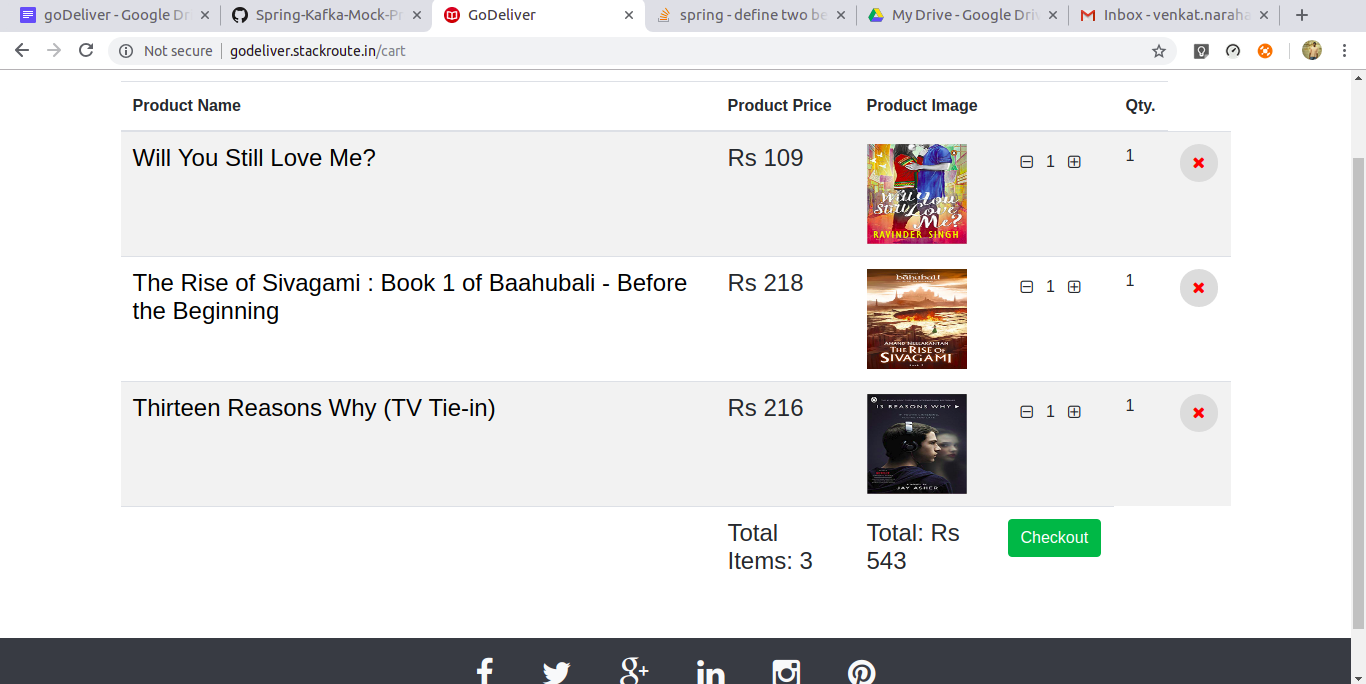 goDeliver - Google Dr
Spring-Kafka-Mock-Pr
GoDeliver
spring - define two be
My Drive - Google Driv
Inbox - venkat.naraha
Not secure | godeliver.stackroute.in/cart
Product Name Product Price Product Image Qty.
Will You Still Love Me? Rs 109 1 1
Will You
Still Love
Me?
RAVINDER SINGH
The Rise of Sivagami : Book 1 of Baahubali - Before Rs 218 1 1
the Beginning
bāhubali
ANAND NEELAKANTAN
THE RISE OF
SIVAGAMI
Thirteen Reasons Why (TV Tie-in) Rs 216 1 1
13 REASONS WHY
JAY ASHER
Total Total: Rs Checkout
Items: 3 543